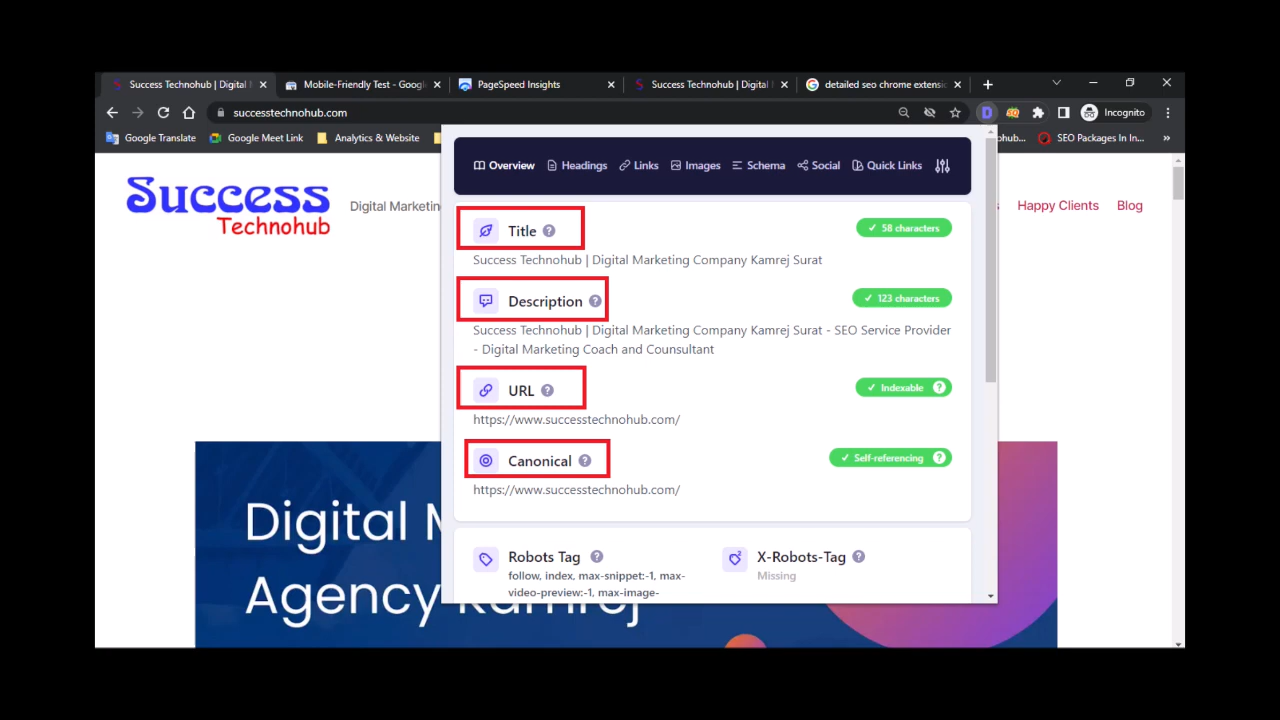 Success Technohub | Digital M
Mobile-Friendly Test - Google
PageSpeed Insights
Success Technohub | Digital M
detailed seo chrome extensio
successtechnohub.com
Incognito
Google Translate
Google Meet Link
Analytics & Website
ohub...
SEO Packages In In...
Success
Technohub
Digital Marketin
s
Happy Clients
Blog
Overview
Headings
Links
Images
Schema
Social
Quick Links
Title
58 characters
Success Technohub | Digital Marketing Company Kamrej Surat
Description
123 characters
Success Technohub | Digital Marketing Company Kamrej Surat - SEO Service Provider
- Digital Marketing Coach and Counsultant
URL
Indexable
https://www.successtechnohub.com/
Canonical
Self-referencing
https://www.successtechnohub.com/
Robots Tag
X-Robots-Tag
follow, index, max-snippet:-1, max-
Missing
video-preview:-1, max-image-
Digital M
Agency Kamrej